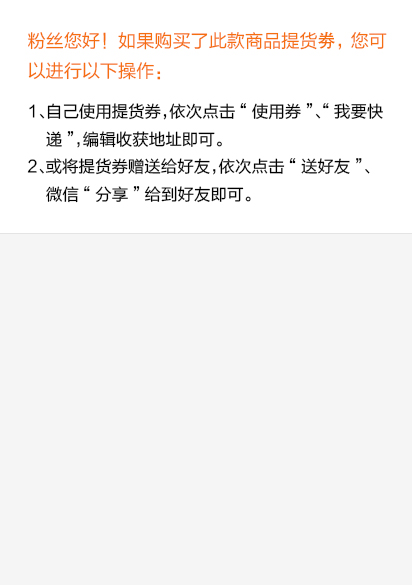 粉丝您好！如果购买了此款商品提货券，您可
以进行以下操作：
1、自己使用提货券，依次点击“使用券”、“我要快
递”，编辑收获地址即可。
2、或将提货券赠送给好友，依次点击“送好友”、
微信“分享”给到好友即可。